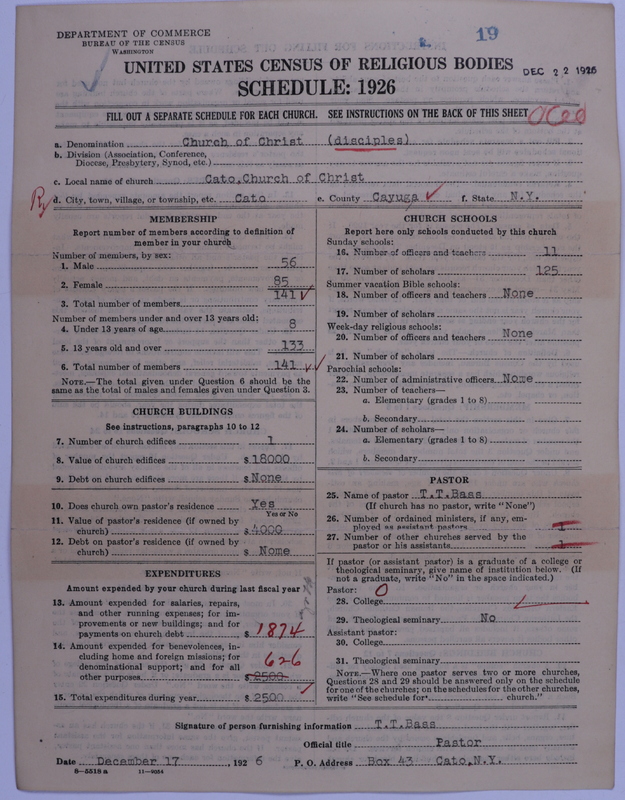 DEPARTMENT OF COMMERCE
BUREAU OF THE CENSUS
WASHINGTON
19
UNITED STATES CENSUS OF RELIGIOUS BODIES
DEC 22 1926
SCHEDULE: 1926
FILL OUT A SEPARATE SCHEDULE FOR EACH CHURCH. SEE INSTRUCTIONS ON THE BACK OF THIS SHEET
a. Denomination Church of Christ (disciples)
b. Division (Association, Conference,
Diocese, Presbytery, Synod, etc.)
c. Local name of church Cato,Church of Christ
d. City, town, village, or township, etc. Cato e. County Cayuga f. State N.Y.
MEMBERSHIP
Report number of members according to definition of
member in your church
Number of members, by sex:
1. Male 56
2. Female 85
3. Total number of members 141
Number of members under and over 13 years old:
4. Under 13 years of age 8
5. 13 years old and over 133
6. Total number of members 141
NOTE.—The total given under Question 6 should be the
same as the total of males and females given under Question 3.
CHURCH BUILDINGS
See instructions, paragraphs 10 to 12
7. Number of church edifices 1
8. Value of church edifices $18000
9. Debt on church edifices $None
10. Does church own pastor's residence Yes
Yes or No
11. Value of pastor's residence (if owned by
church) $4000
12. Debt on pastor's residence (if owned by
church) $ Nome
EXPENDITURES
Amount expended by your church during last fiscal year
13. Amount expended for salaries, repairs,
and other running expenses; for im-
provements or new buildings; and for
payments on church debt $ 1874
14. Amount expended for benevolences, in-
cluding home and foreign missions; for
denominational support; and for all
626
other purposes $2500
15. Total expenditures during year $ 2500
CHURCH SCHOOLS
Report here only schools conducted by this church
Sunday schools:
16. Number of officers and teachers 11
17. Number of scholars 125
Summer vacation Bible schools:
18. Number of officers and teachers None
19. Number of scholars
Week-day religious schools:
20. Number of officers and teachers None
21. Number of scholars
Parochial schools:
22. Number of administrative officers Nome
23. Number of teachers—
a. Elementary (grades 1 to 8)
b. Secondary
24. Number of scholars—
a. Elementary (grades 1 to 8)
b. Secondary
PASTOR
25. Name of pastor T.T.Bass
(If church has no pastor, write "None")
26. Number of ordained ministers, if any, em-
ployed as assistant pastors 1
27. Number of other churches served by the
pastor or his assistants 1
If pastor (or assistant pastor) is a graduate of a college or
theological seminary, give name of institution below. (If
not a graduate, write "No" in the space indicated.)
Pastor: 0
28. College
29. Theological seminary No
Assistant pastor:
30. College
31. Theological seminary
NOTE.—Where one pastor serves two or more churches,
Questions 28 and 29 should be answered only on the schedule
for one of the churches; on the schedules for the other churches,
write "See schedule for church."
Signature of person furnishing information T.T.Bass
Official title Pastor
Date December 17, 1926 P. O. Address Box 43 Cato,N.Y.
8—5518 a 11—9054